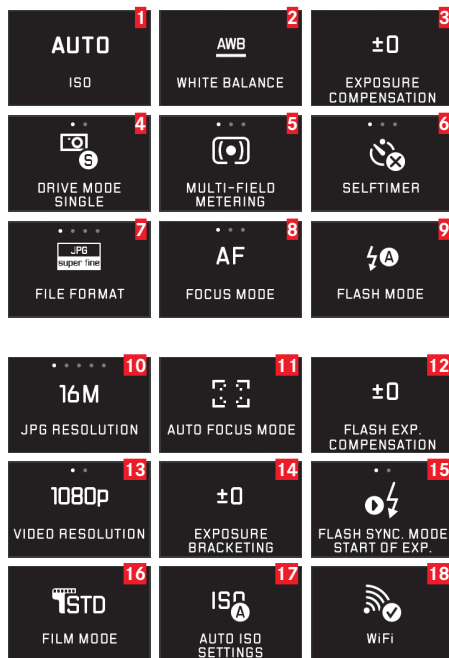 1
AUTO
ISO
2
AWB
WHITE BALANCE
3
±0
EXPOSURE
COMPENSATION
4
S
DRIVE MODE
SINGLE
5
MULTI-FIELD
METERING
6
SELFTIMER
7
JPG
super fine
FILE FORMAT
8
AF
FOCUS MODE
9
A
FLASH MODE
10
16M
JPG RESOLUTION
11
AUTO FOCUS MODE
12
±0
FLASH EXP.
COMPENSATION
13
1080p
VIDEO RESOLUTION
14
±0
EXPOSURE
BRACKETING
15
FLASH SYNC. MODE
START OF EXP.
16
STD
FILM MODE
17
ISO
A
AUTO ISO
SETTINGS
18
WiFi